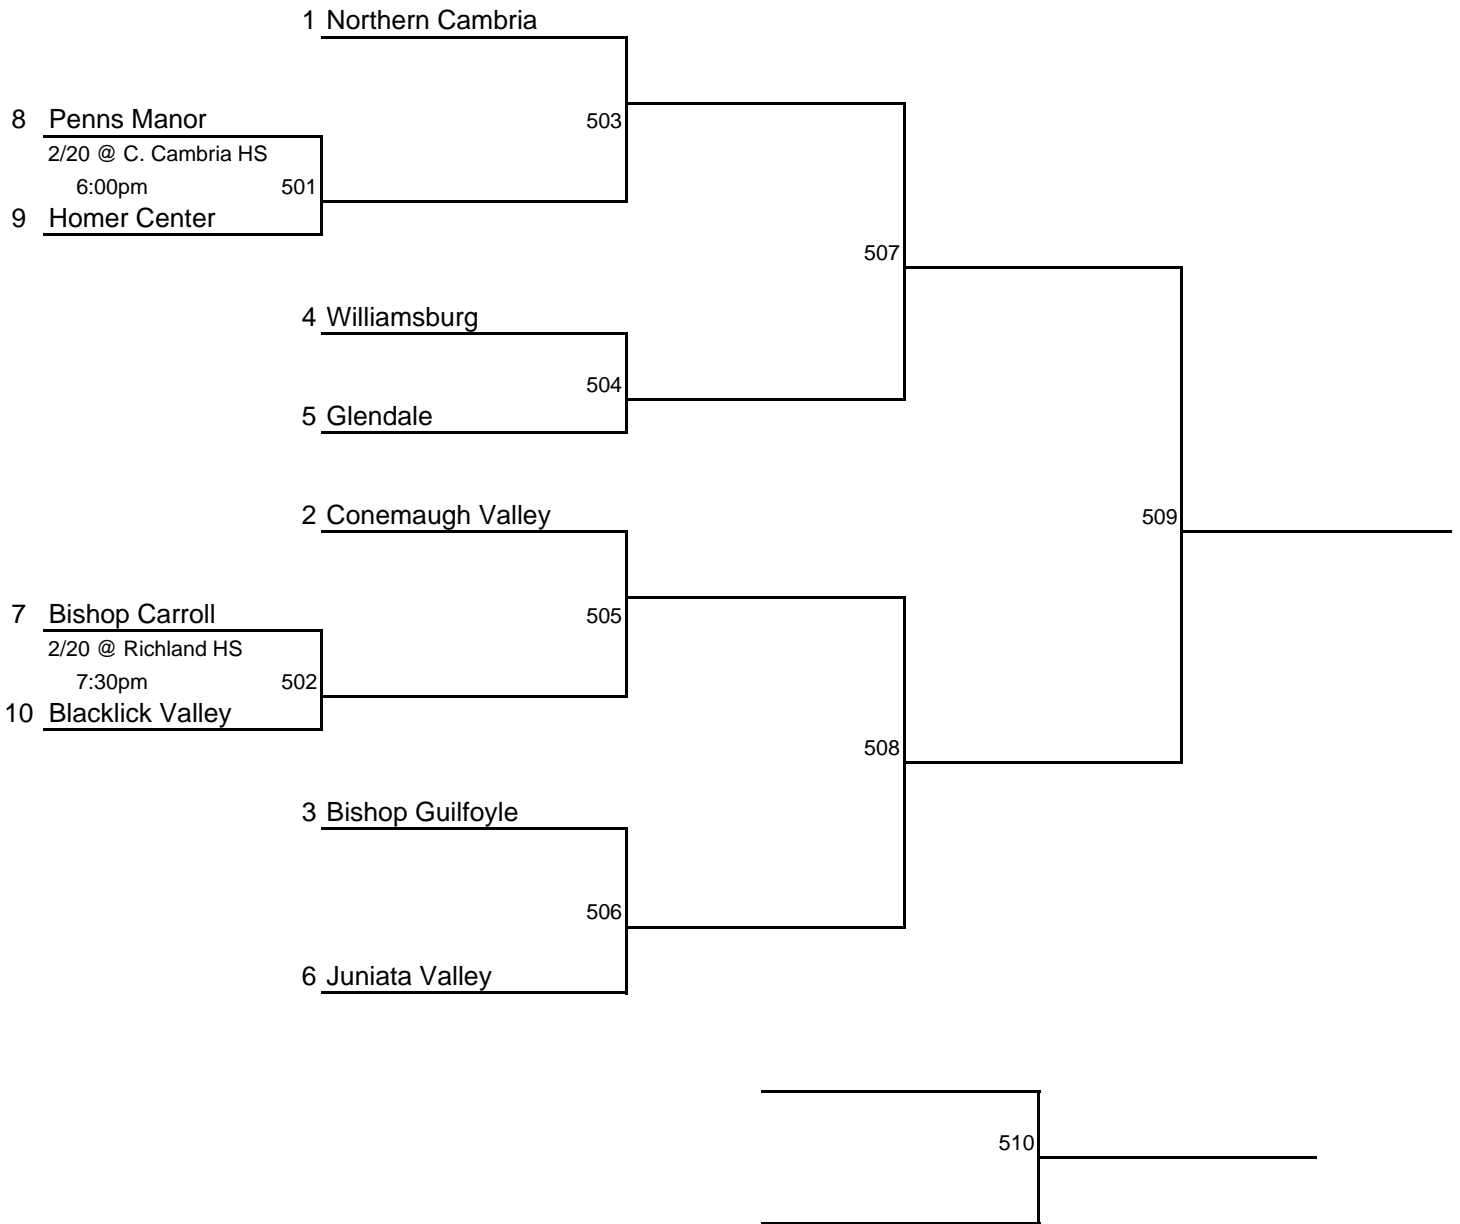 1 Northern Cambria
8 Penns Manor
503
2/20 @ C. Cambria HS
6:00pm 501
9 Homer Center
507
4 Williamsburg
504
5 Glendale
2 Conemaugh Valley
509
7 Bishop Carroll
505
2/20 @ Richland HS
7:30pm 502
10 Blacklick Valley
508
3 Bishop Guilfoyle
506
6 Juniata Valley
510